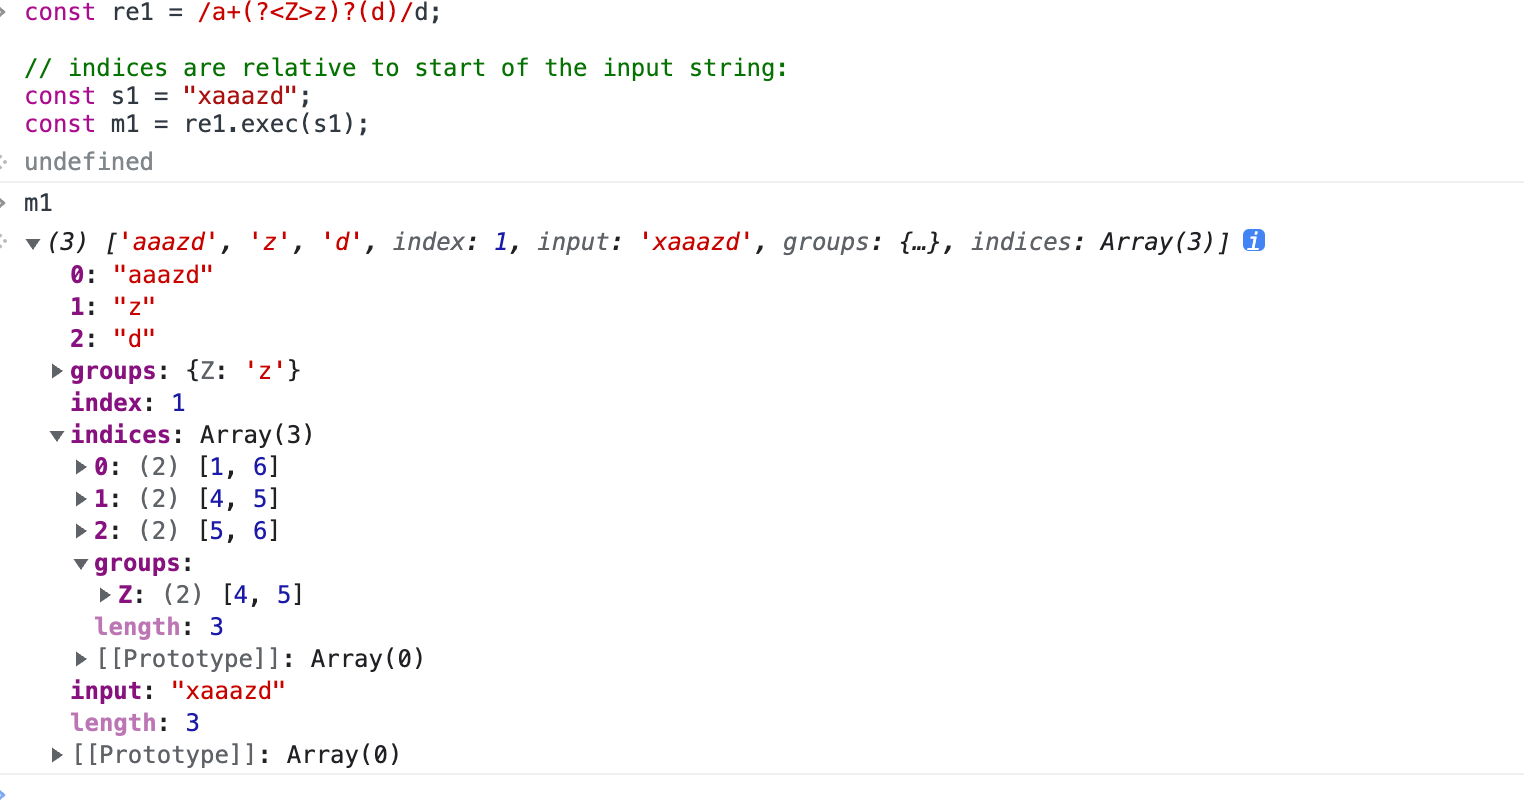 const re1 = /a+(?<Z>z)?(d)/d;
// indices are relative to start of the input string:
const s1 = "xaaazd";
const m1 = re1.exec(s1);
undefined
m1
(3) ['aaazd', 'z', 'd', index: 1, input: 'xaaazd', groups: {…}, indices: Array(3)] i
0: "aaazd"
1: "z"
2: "d"
groups: {Z: 'z'}
index: 1
indices: Array(3)
0: (2) [1, 6]
1: (2) [4, 5]
2: (2) [5, 6]
groups:
Z: (2) [4, 5]
length: 3
[[Prototype]]: Array(0)
input: "xaaazd"
length: 3
[[Prototype]]: Array(0)